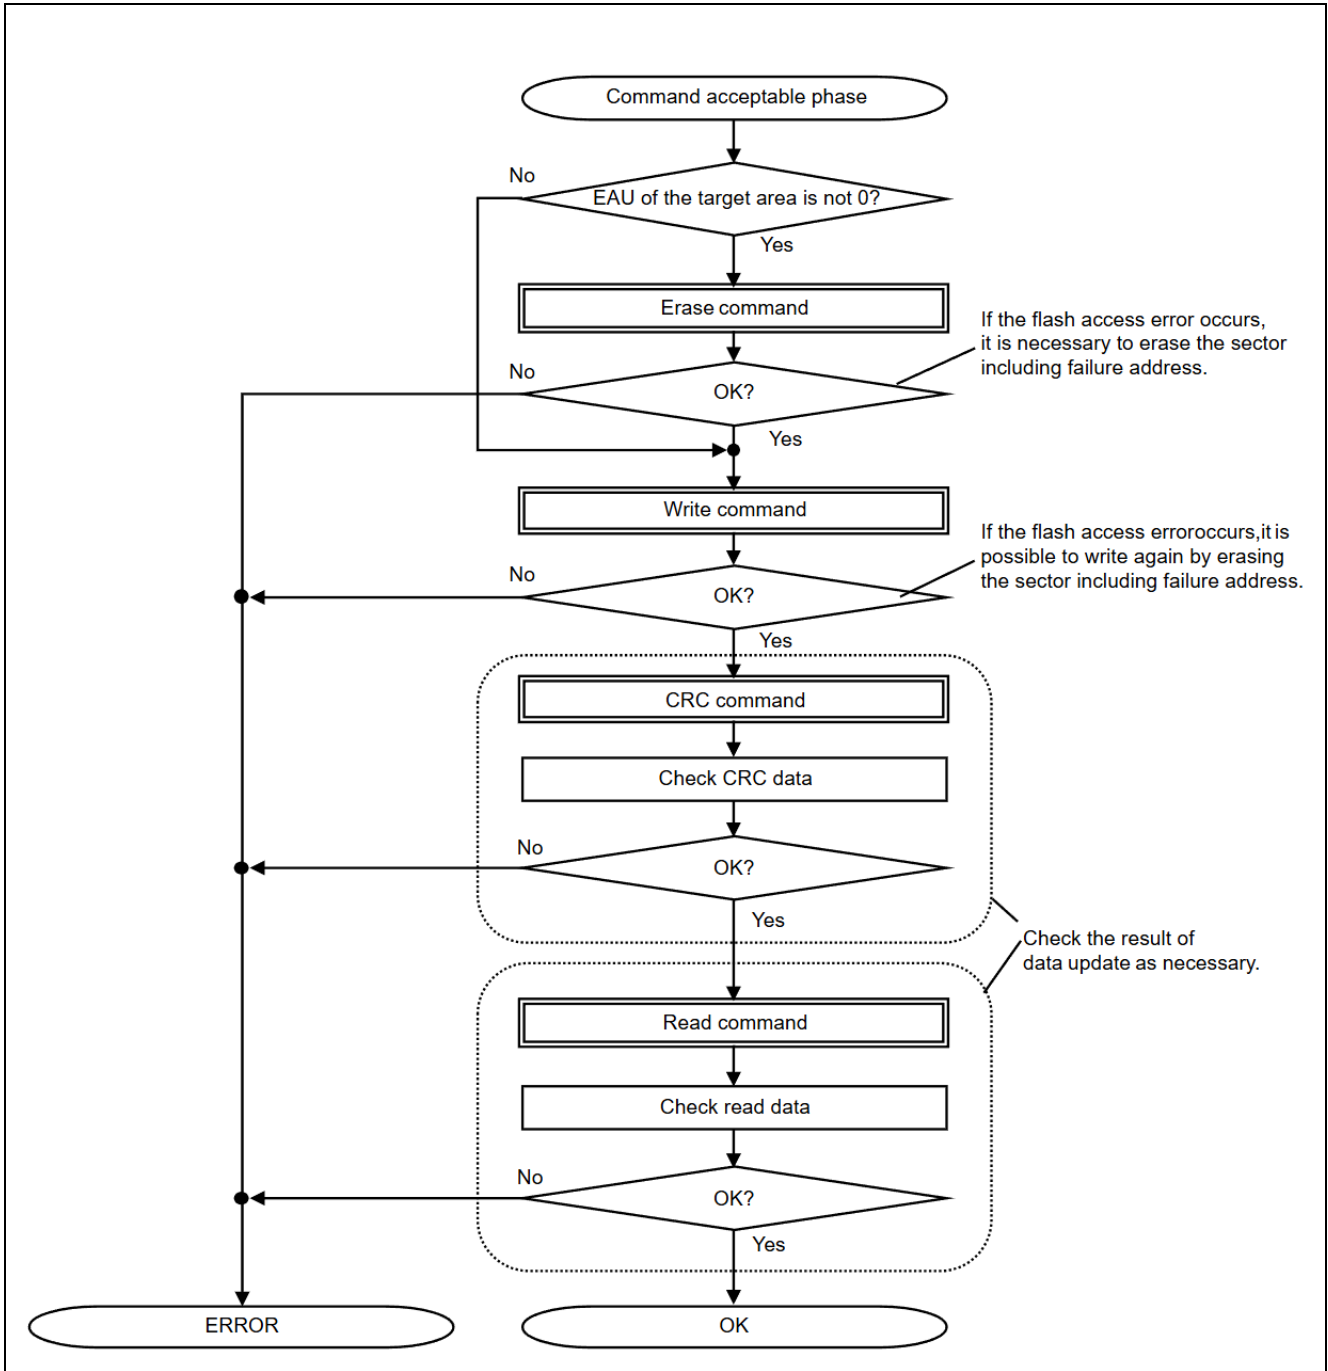 Command acceptable phase
No
EAU of the target area is not 0?
Yes
Erase command
If the flash access error occurs,
it is necessary to erase the sector
including failure address.
No
OK?
Yes
Write command
If the flash access erroroccurs,it is
possible to write again by erasing
the sector including failure address.
No
OK?
Yes
CRC command
Check CRC data
No
OK?
Yes
Check the result of
data update as necessary.
Read command
Check read data
No
OK?
Yes
ERROR
OK